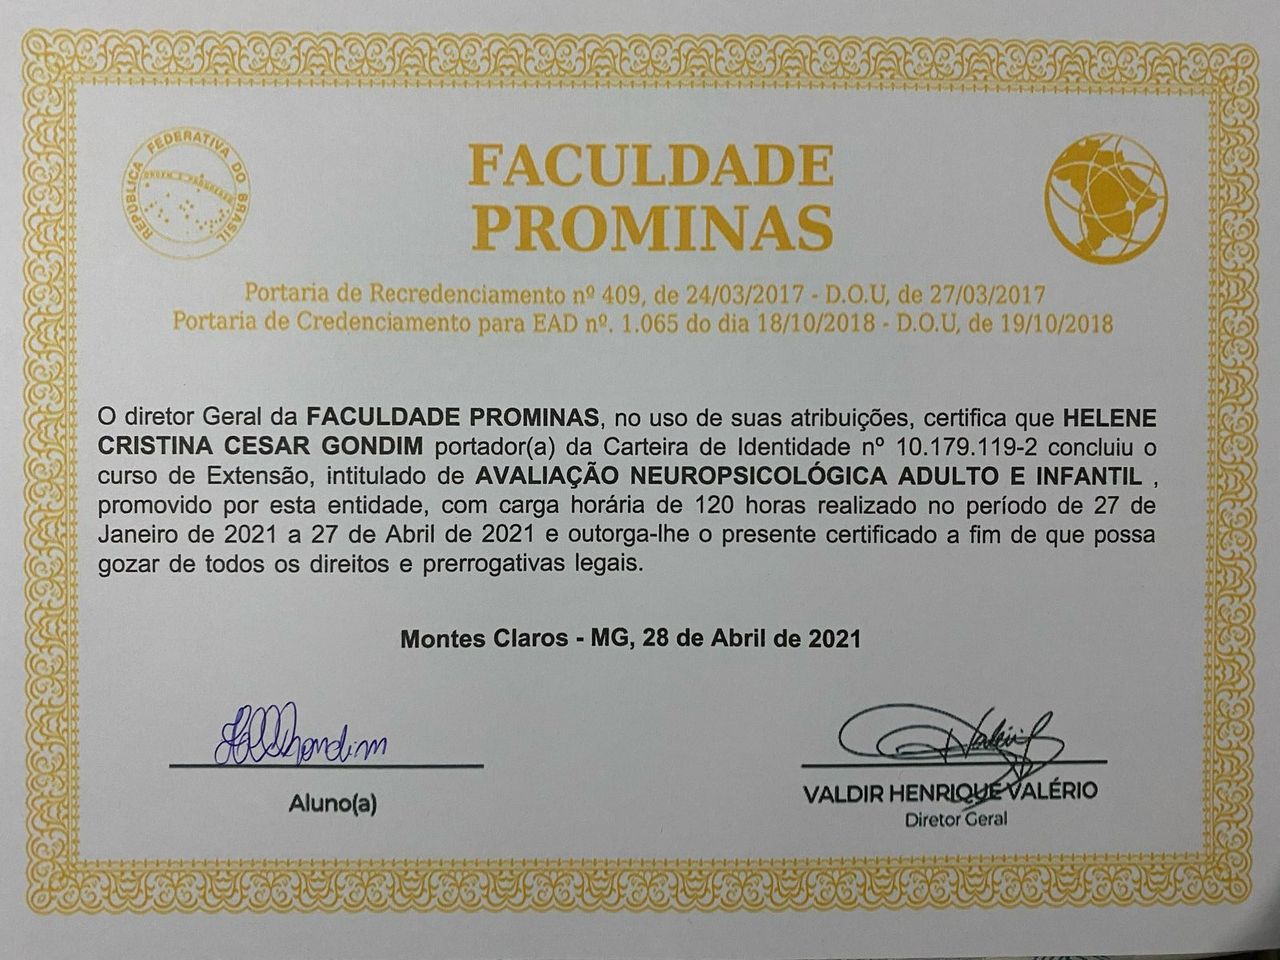 REPÚBLICA FEDERATIVA DO BRASIL
ORDEM E PROGRESSO
FACULDADE
PROMINAS
Portaria de Recredenciamento nº 409, de 24/03/2017 - D.O.U, de 27/03/2017
Portaria de Credenciamento para EAD nº. 1.065 do dia 18/10/2018 - D.O.U, de 19/10/2018
O diretor Geral da FACULDADE PROMINAS, no uso de suas atribuições, certifica que HELENE
CRISTINA CESAR GONDIM portador(a) da Carteira de Identidade nº 10.179.119-2 concluiu o
curso de Extensão, intitulado de AVALIAÇÃO NEUROPSICOLÓGICA ADULTO E INFANTIL ,
promovido por esta entidade, com carga horária de 120 horas realizado no período de 27 de
Janeiro de 2021 a 27 de Abril de 2021 e outorga-lhe o presente certificado a fim de que possa
gozar de todos os direitos e prerrogativas legais.
Montes Claros - MG, 28 de Abril de 2021
Aluno(a)
VALDIR HENRIQUE VALÉRIO
Diretor Geral